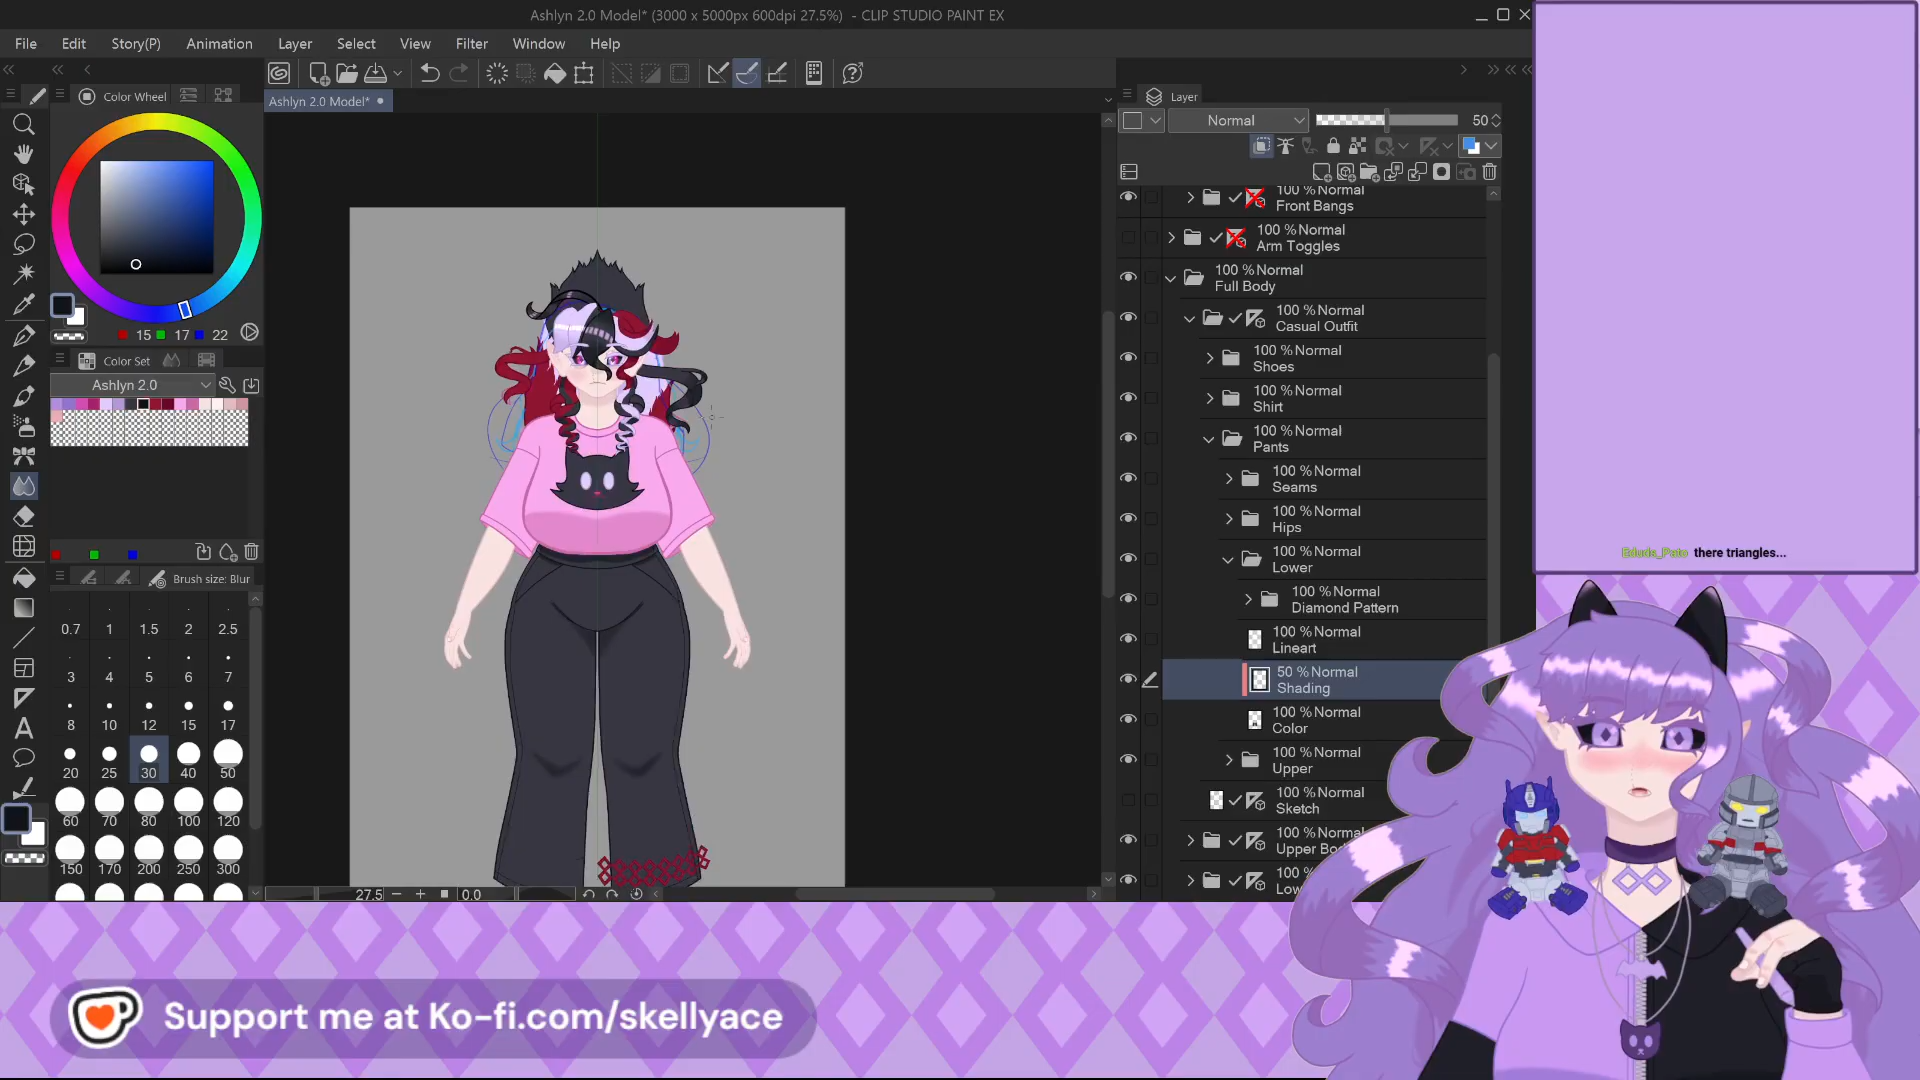 Ashlyn 2.0 Model* (3000 x 5000px 600dpi 27.5%) - CLIP STUDIO PAINT EX
File Edit Story(P) Animation Layer Select View Filter Window Help
Color Wheel
Ashlyn 2.0 Model*
Layer
Normal 50
100 %Normal
Front Bangs
100 %Normal
Arm Toggles
100 %Normal
Full Body
100 %Normal
Casual Outfit
100 %Normal
Shoes
100 %Normal
Shirt
100 %Normal
Pants
100 %Normal
Seams
100 %Normal
Hips
100 %Normal
Lower
100 %Normal
Diamond Pattern
100 %Normal
Lineart
50 %Normal
Shading
100 %Normal
Color
100 %Normal
Upper
100 %Normal
Sketch
100 %Normal
Upper Body
100 %
15 17 22
Color Set
Ashlyn 2.0
Brush size: Blur
0.7 1 1.5 2 2.5
3 4 5 6 7
8 10 12 15 17
20 25 30 40 50
60 70 80 100 120
150 170 200 250 300
27.5 0.0
Eduda_Pato there triangles...
Support me at Ko-fi.com/skellyace